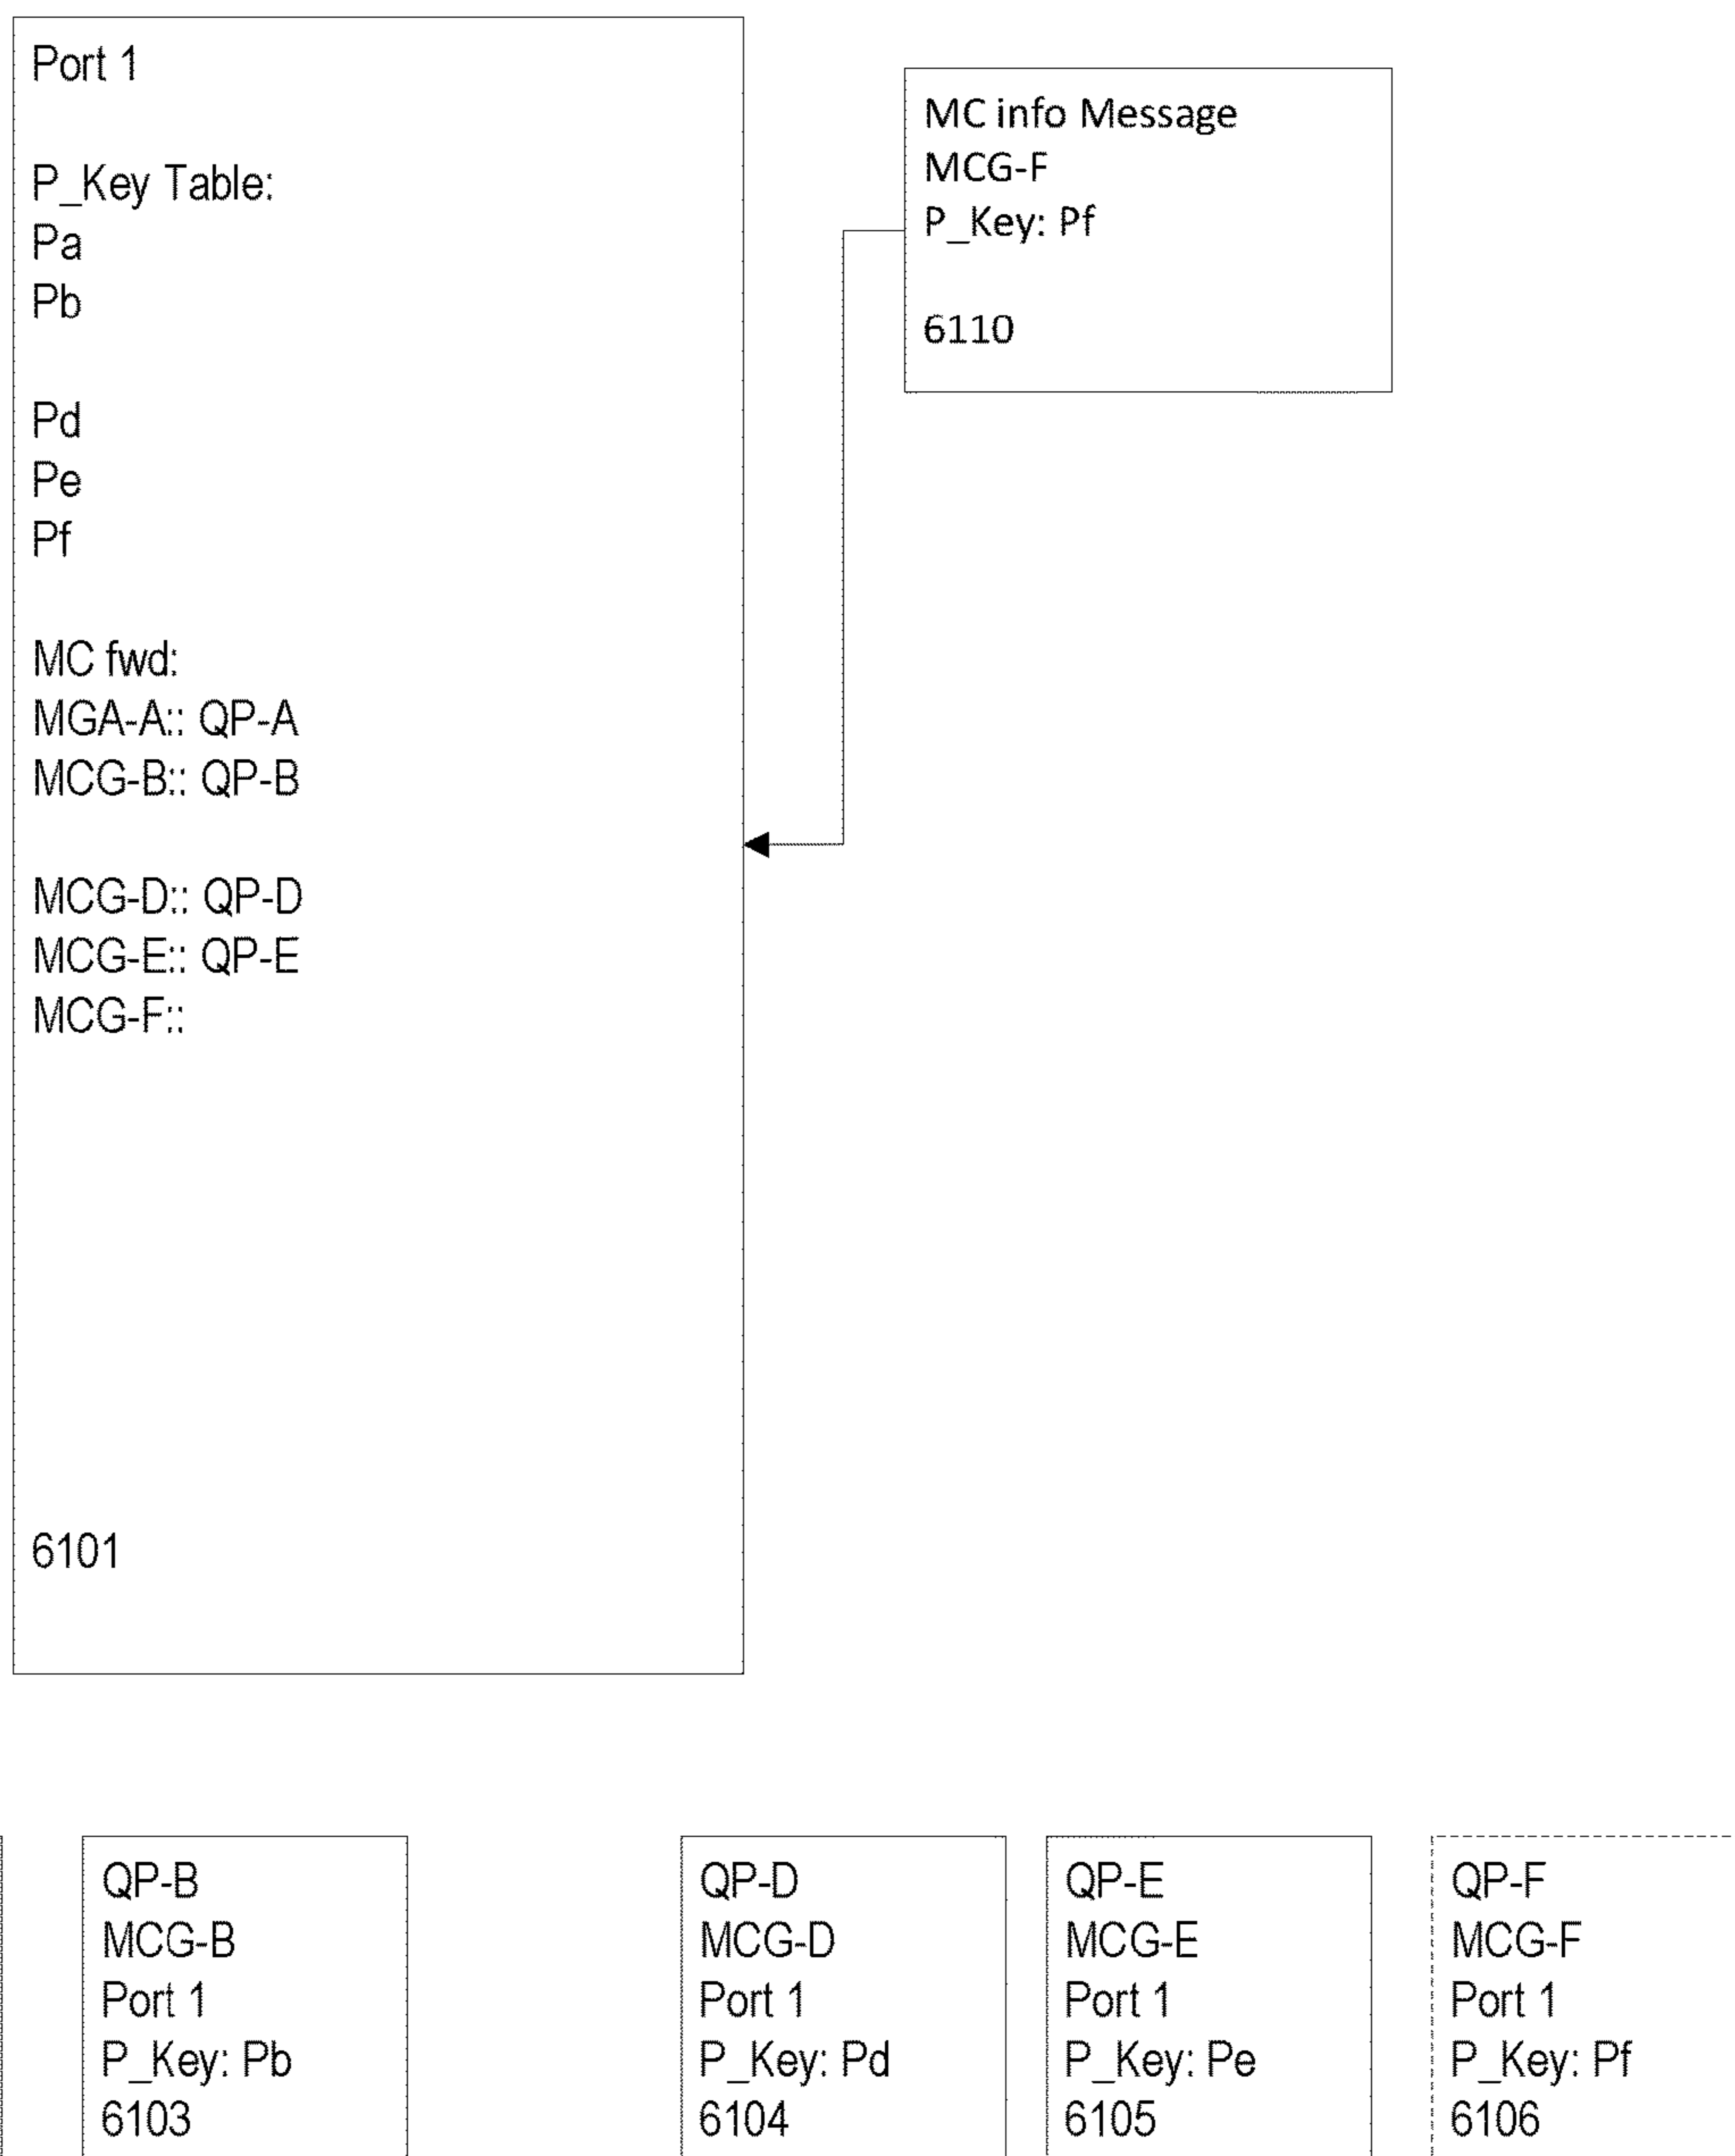 Port 1
P_Key Table:
Pa
Pb
Pd
Pe
Pf
MC fwd:
MGA-A:: QP-A
MCG-B:: QP-B
MCG-D:: QP-D
MCG-E:: QP-E
MCG-F::
6101
MC info Message
MCG-F
P_Key: Pf
6110
QP-B
MCG-B
Port 1
P_Key: Pb
6103
QP-D
MCG-D
Port 1
P_Key: Pd
6104
QP-E
MCG-E
Port 1
P_Key: Pe
6105
QP-F
MCG-F
Port 1
P_Key: Pf
6106